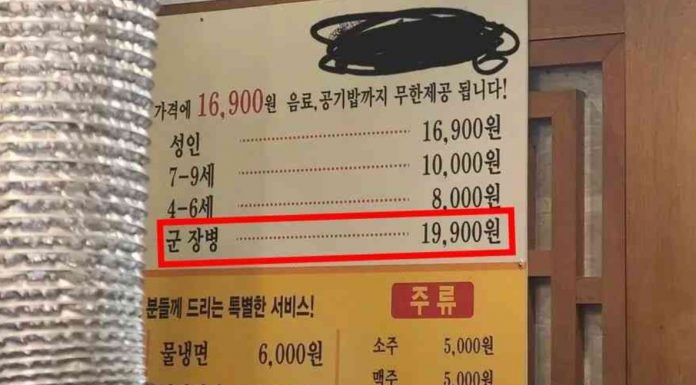 가격에 16,900원 음료,공기밥까지 무한제공 됩니다!
성인 16,900원
7-9세 10,000원
4-6세 8,000원
군 장병 19,900원
분들께 드리는 특별한 서비스!
주류
물냉면 6,000원
소주 5,000원
맥주 5,000원